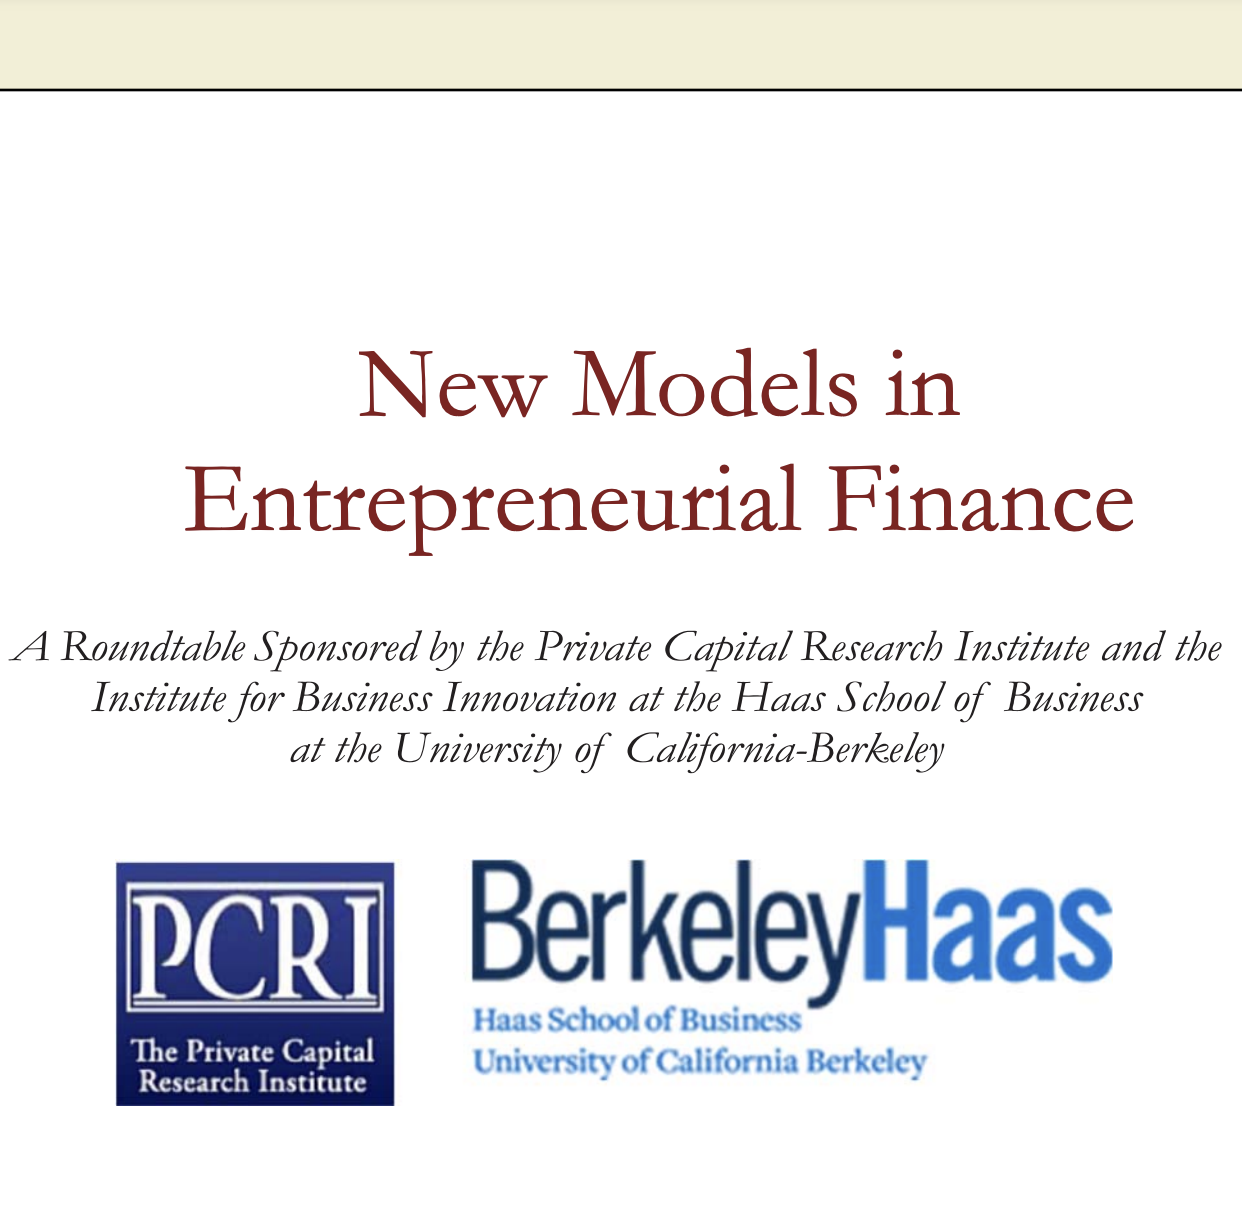 New Models in
Entrepreneurial Finance
A Roundtable Sponsored by the Private Capital Research Institute and the
Institute for Business Innovation at the Haas School of Business
at the University of California-Berkeley
PCRI
The Private Capital
Research Institute
BerkeleyHaas
Haas School of Business
University of California Berkeley